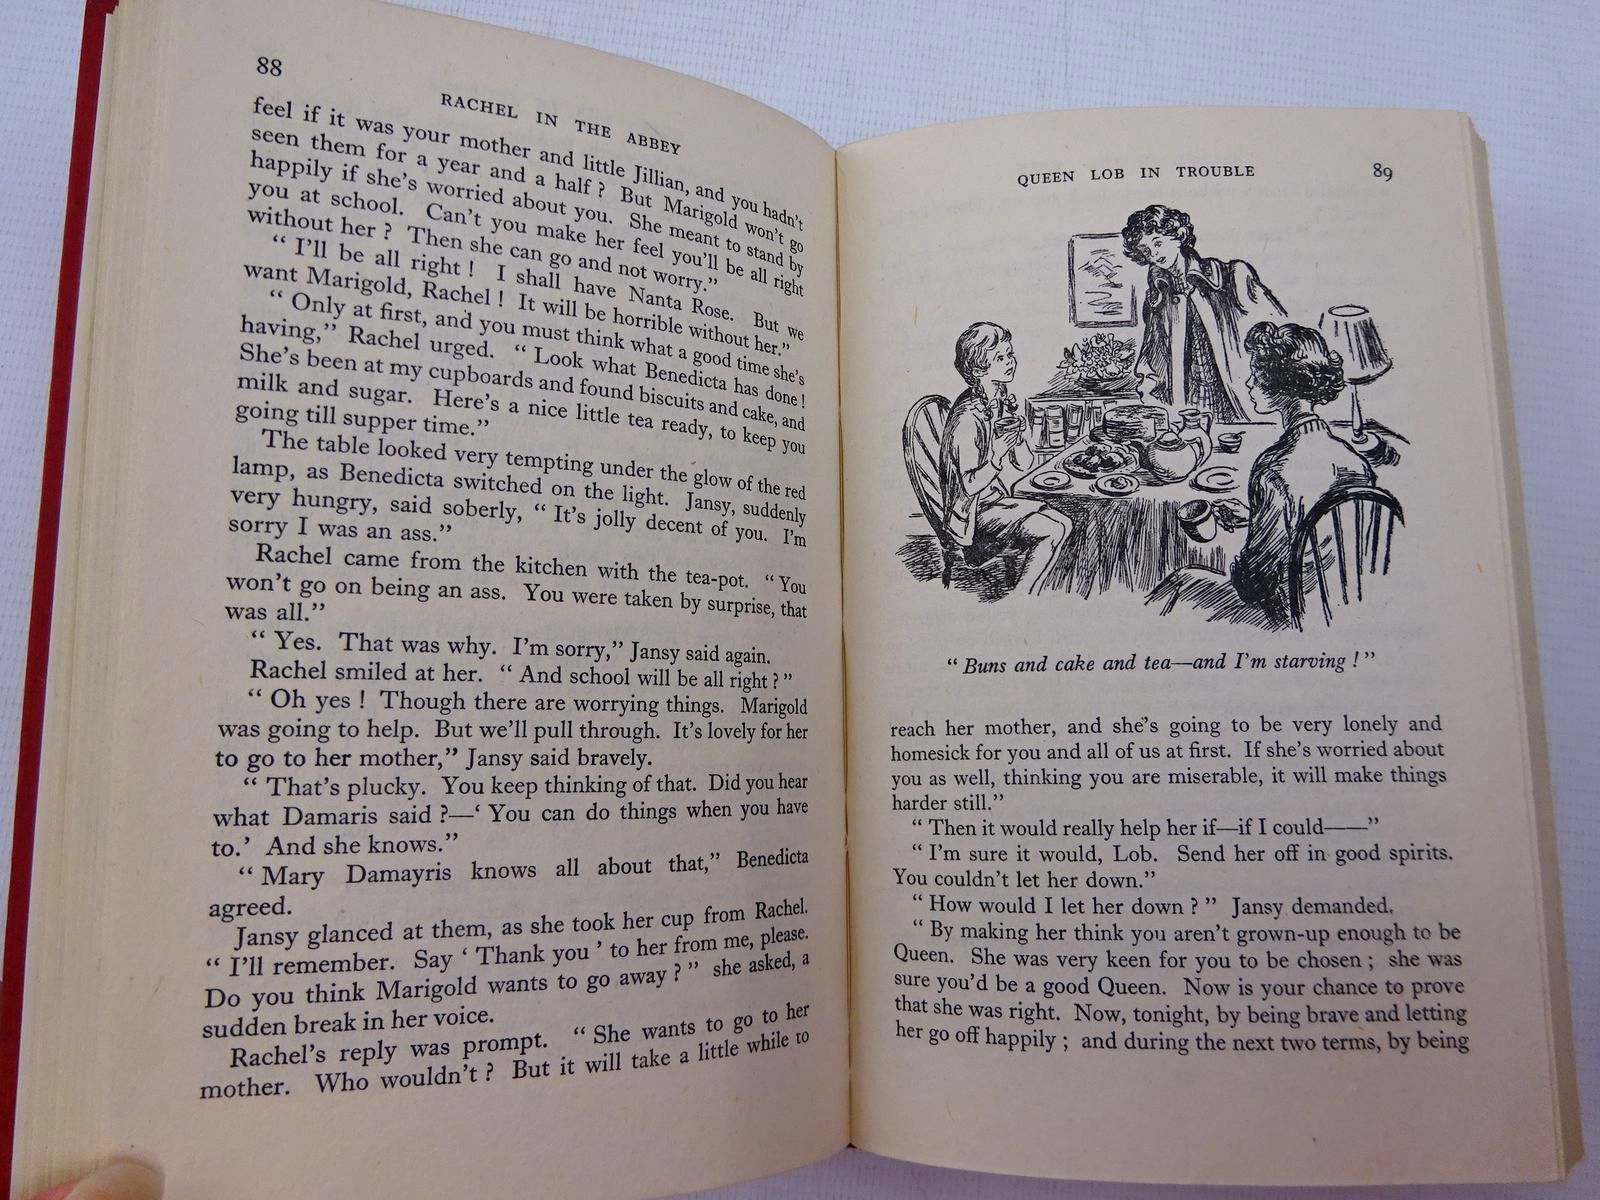 88
RACHEL IN THE ABBEY
feel if it was your mother and little Jillian, and you hadn't
seen them for a year and a half ? But Marigold won't go
happily if she's worried about you. She meant to stand by
you at school. Can't you make her feel you'll be all right
without her ? Then she can go and not worry."
" I'll be all right ! I shall have Nanta Rose. But we
want Marigold, Rachel ! It will be horrible without her."
" Only at first, and you must think what a good time she's
having," Rachel urged. " Look what Benedicta has done !
She's been at my cupboards and found biscuits and cake, and
milk and sugar. Here's a nice little tea ready, to keep you
going till supper time."
The table looked very tempting under the glow of the red
lamp, as Benedicta switched on the light. Jansy, suddenly
very hungry, said soberly, " It's jolly decent of you. I'm
sorry I was an ass."
Rachel came from the kitchen with the tea-pot. " You
won't go on being an ass. You were taken by surprise, that
was all."
" Yes. That was why. I'm sorry," Jansy said again.
Rachel smiled at her. " And school will be all right ? "
" Oh yes ! Though there are worrying things. Marigold
was going to help. But we'll pull through. It's lovely for her
to go to her mother," Jansy said bravely.
" That's plucky. You keep thinking of that. Did you hear
what Damaris said ?—' You can do things when you have
to.' And she knows."
" Mary Damayris knows all about that," Benedicta
agreed.
Jansy glanced at them, as she took her cup from Rachel.
" I'll remember. Say ' Thank you ' to her from me, please.
Do you think Marigold wants to go away ? " she asked, a
sudden break in her voice.
Rachel's reply was prompt. " She wants to go to her
mother. Who wouldn't ? But it will take a little while to
QUEEN LOB IN TROUBLE
89
" Buns and cake and tea—and I'm starving ! "
reach her mother, and she's going to be very lonely and
homesick for you and all of us at first. If she's worried about
you as well, thinking you are miserable, it will make things
harder still."
" Then it would really help her if—if I could——"
" I'm sure it would, Lob. Send her off in good spirits.
You couldn't let her down."
" How would I let her down ? " Jansy demanded.
" By making her think you aren't grown-up enough to be
Queen. She was very keen for you to be chosen ; she was
sure you'd be a good Queen. Now is your chance to prove
that she was right. Now, tonight, by being brave and letting
her go off happily ; and during the next two terms, by being